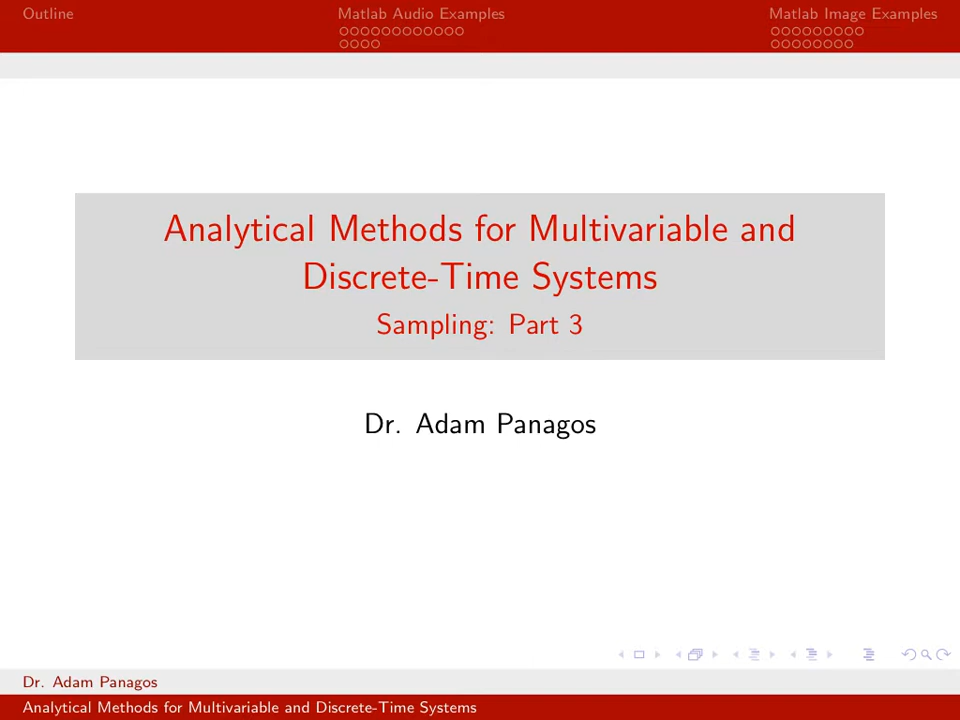 Outline
Matlab Audio Examples
Matlab Image Examples
Analytical Methods for Multivariable and
Discrete-Time Systems
Sampling: Part 3
Dr. Adam Panagos
Dr. Adam Panagos
Analytical Methods for Multivariable and Discrete-Time Systems